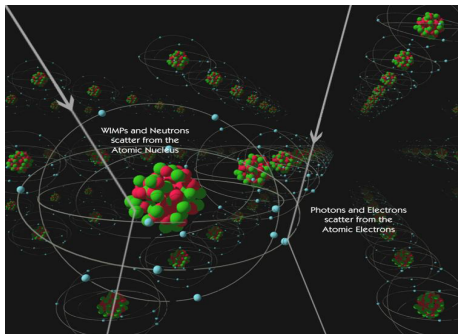 WIMPs and Neutrons
scatter from the
Atomic Nucleus
Photons and Electrons
scatter from the
Atomic Electrons